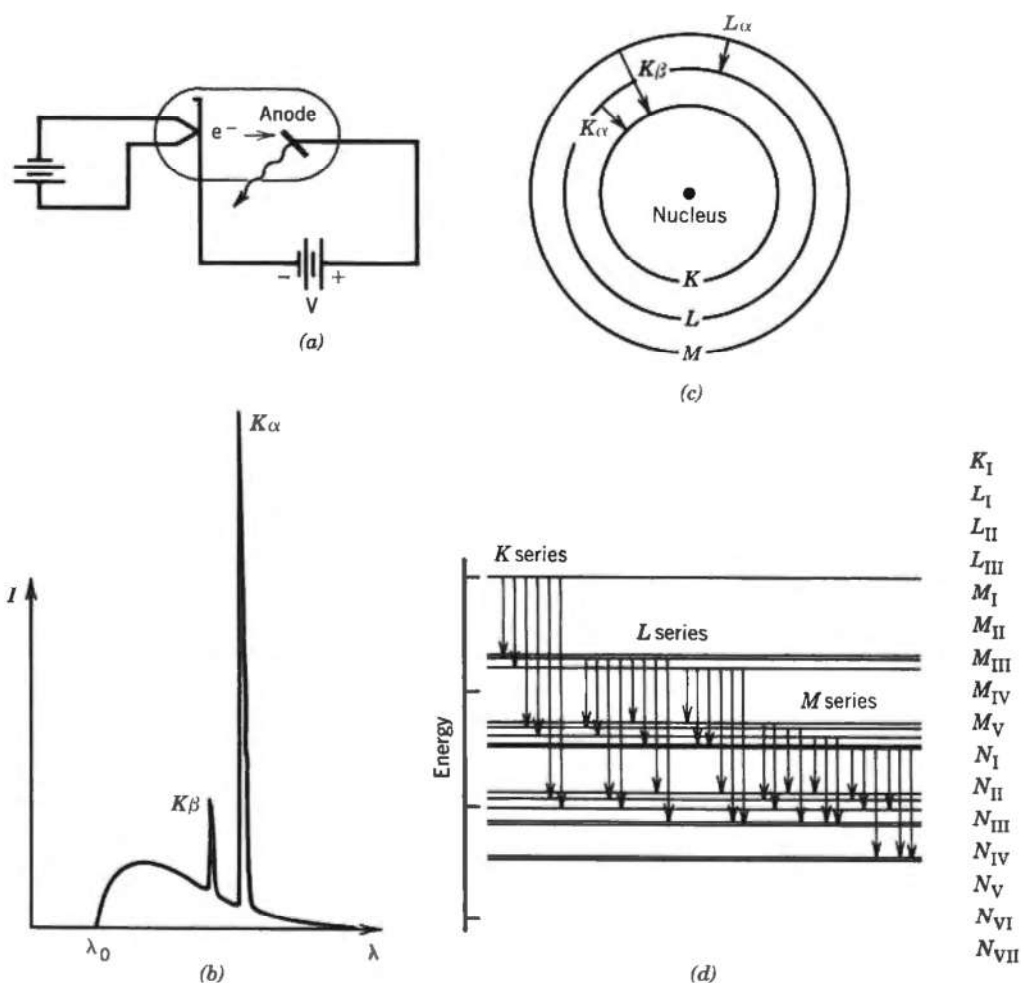 Anode
e⁻
− +
V
(a)
Lα
Kβ
Kα
Nucleus
K
L
M
(c)
Kα
Kβ
I
λ₀
λ
(b)
K series
L series
M series
Energy
(d)
K_I
L_I
L_II
L_III
M_I
M_II
M_III
M_IV
M_V
N_I
N_II
N_III
N_IV
N_V
N_VI
N_VII